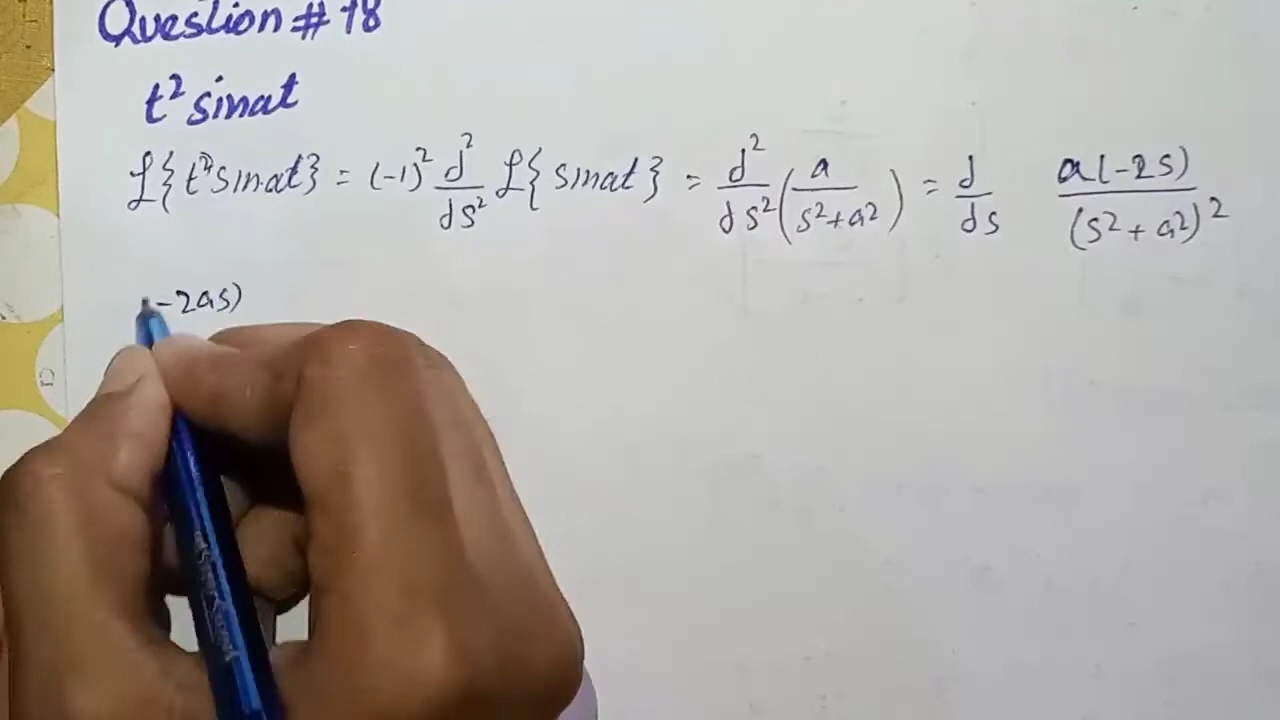 Question #18
t² sinat
ℒ{t² sinat} = (-1)² d²/ds² ℒ{ sinat } = d²/ds² (a/(s²+a²)) = d/ds a(-2s)/(s²+a²)²
-2as)